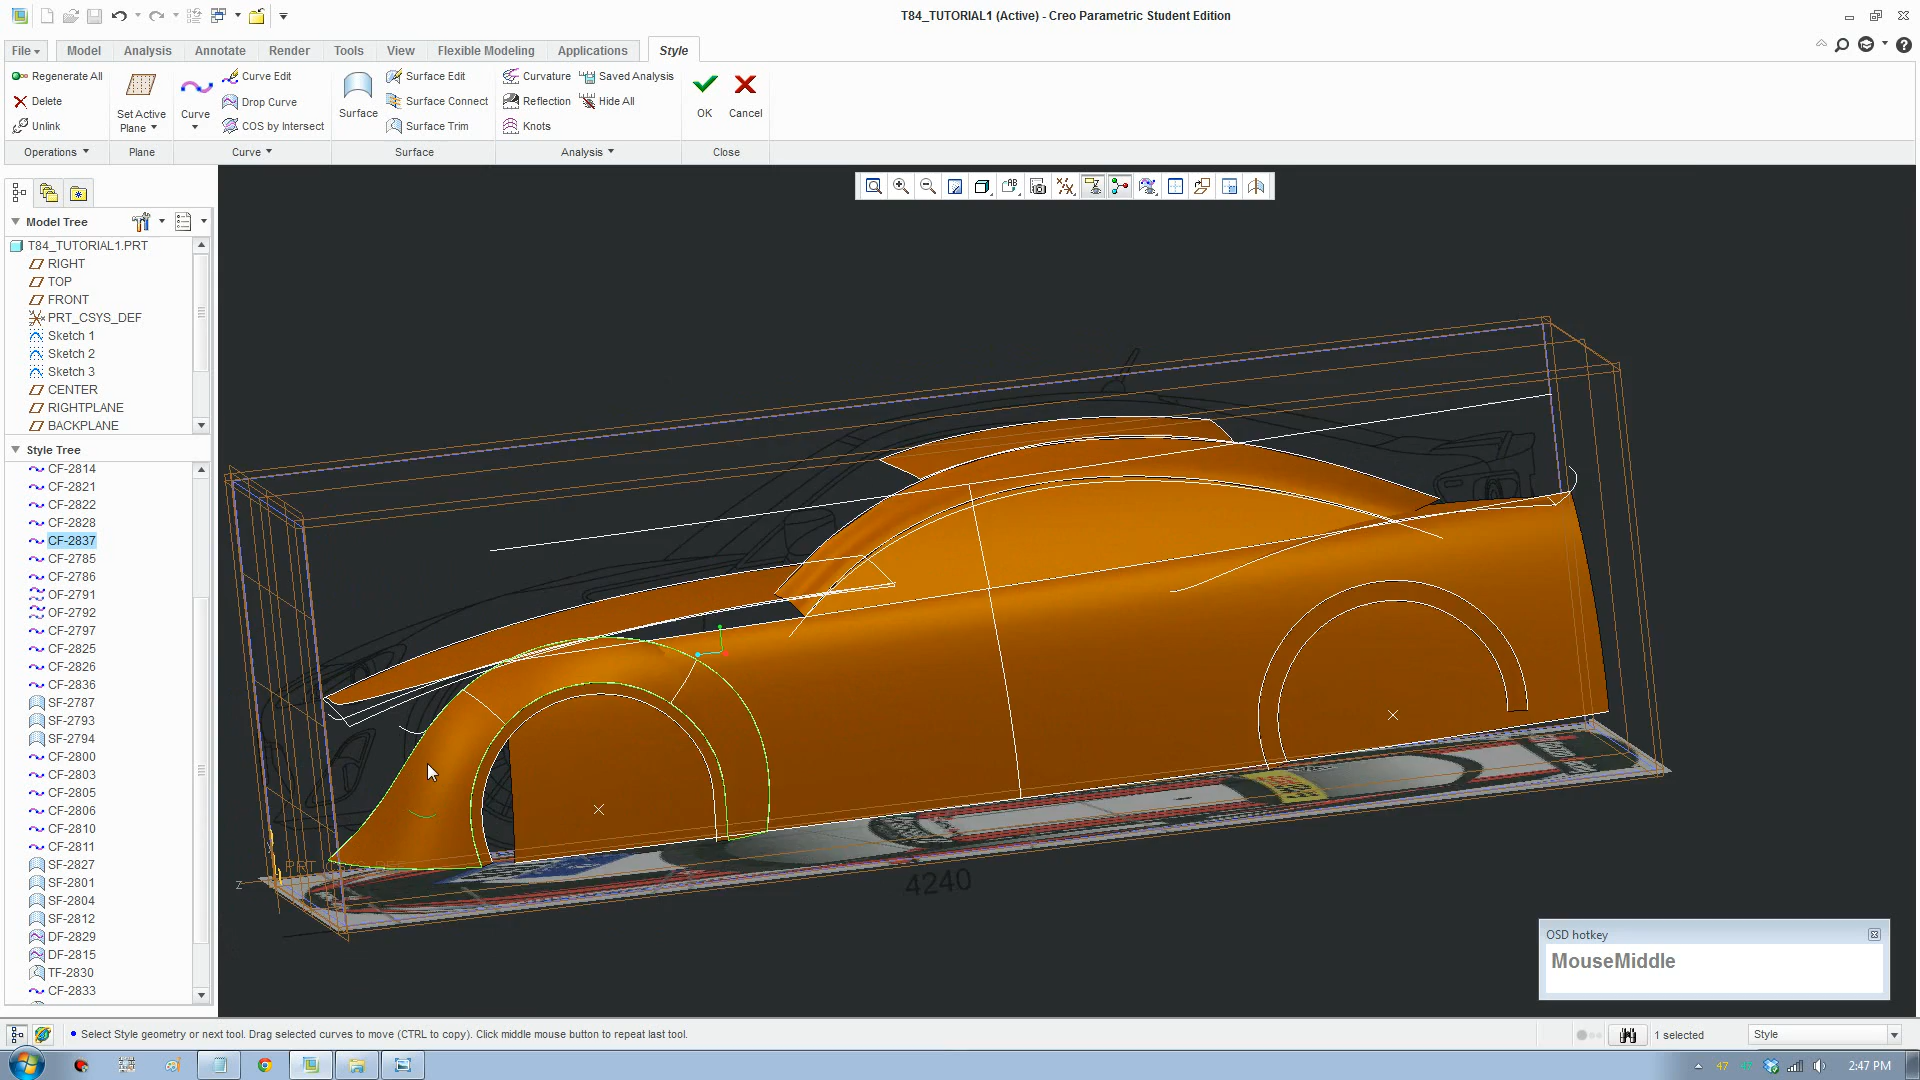 T84_TUTORIAL1 (Active) - Creo Parametric Student Edition
File Model Analysis Annotate Render Tools View Flexible Modeling Applications Style
Regenerate All
Delete
Unlink
Set Active Plane
Curve
Curve Edit
Drop Curve
COS by Intersect
Surface
Surface Edit
Surface Connect
Surface Trim
Curvature
Reflection
Knots
Saved Analysis
Hide All
OK
Cancel
Operations Plane Curve Surface Analysis Close
Model Tree
T84_TUTORIAL1.PRT
RIGHT
TOP
FRONT
PRT_CSYS_DEF
Sketch 1
Sketch 2
Sketch 3
CENTER
RIGHTPLANE
BACKPLANE
Style Tree
CF-2814
CF-2821
CF-2822
CF-2828
CF-2837
CF-2785
CF-2786
OF-2791
OF-2792
CF-2797
CF-2825
CF-2826
CF-2836
SF-2787
SF-2793
SF-2794
CF-2800
CF-2803
CF-2805
CF-2806
CF-2810
CF-2811
SF-2827
SF-2801
SF-2804
SF-2812
DF-2829
DF-2815
TF-2830
CF-2833
Z
4240
OSD hotkey
MouseMiddle
Select Style geometry or next tool. Drag selected curves to move (CTRL to copy). Click middle mouse button to repeat last tool.
1 selected
Style
47
2:47 PM